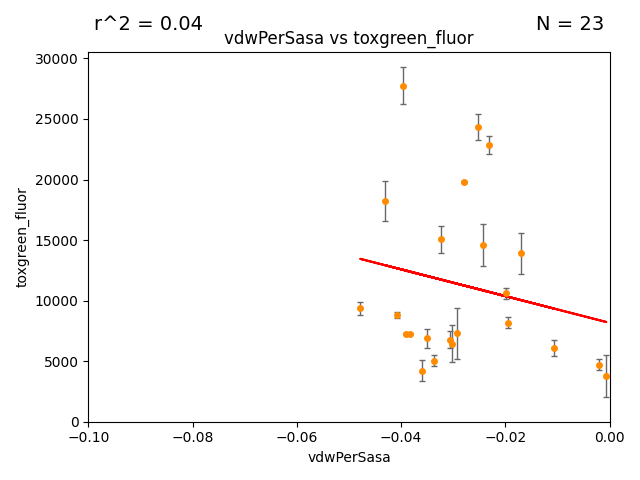 r^2 = 0.04
N = 23
vdwPerSasa vs toxgreen_fluor
30000
25000
20000
15000
10000
5000
0
toxgreen_fluor
−0.10
−0.08
−0.06
−0.04
−0.02
0.00
vdwPerSasa